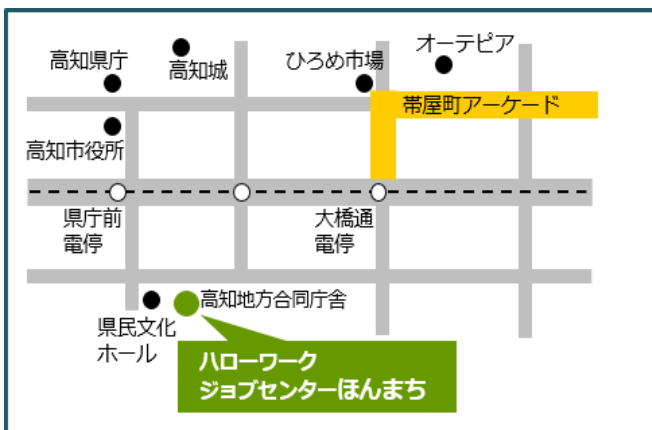 高知県庁
高知城
ひろめ市場
オーテピア
帯屋町アーケード
高知市役所
県庁前
電停
大橋通
電停
高知地方合同庁舎
県民文化
ホール
ハローワーク
ジョブセンターほんまち